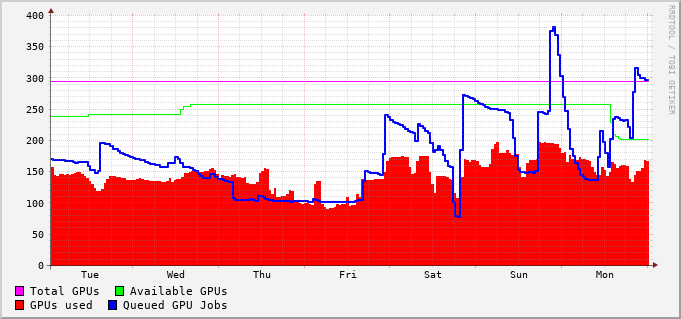 RRDTOOL / TOBI OETIKER
400
350
300
250
200
150
100
50
0
Tue Wed Thu Fri Sat Sun Mon
Total GPUs Available GPUs
GPUs used Queued GPU Jobs